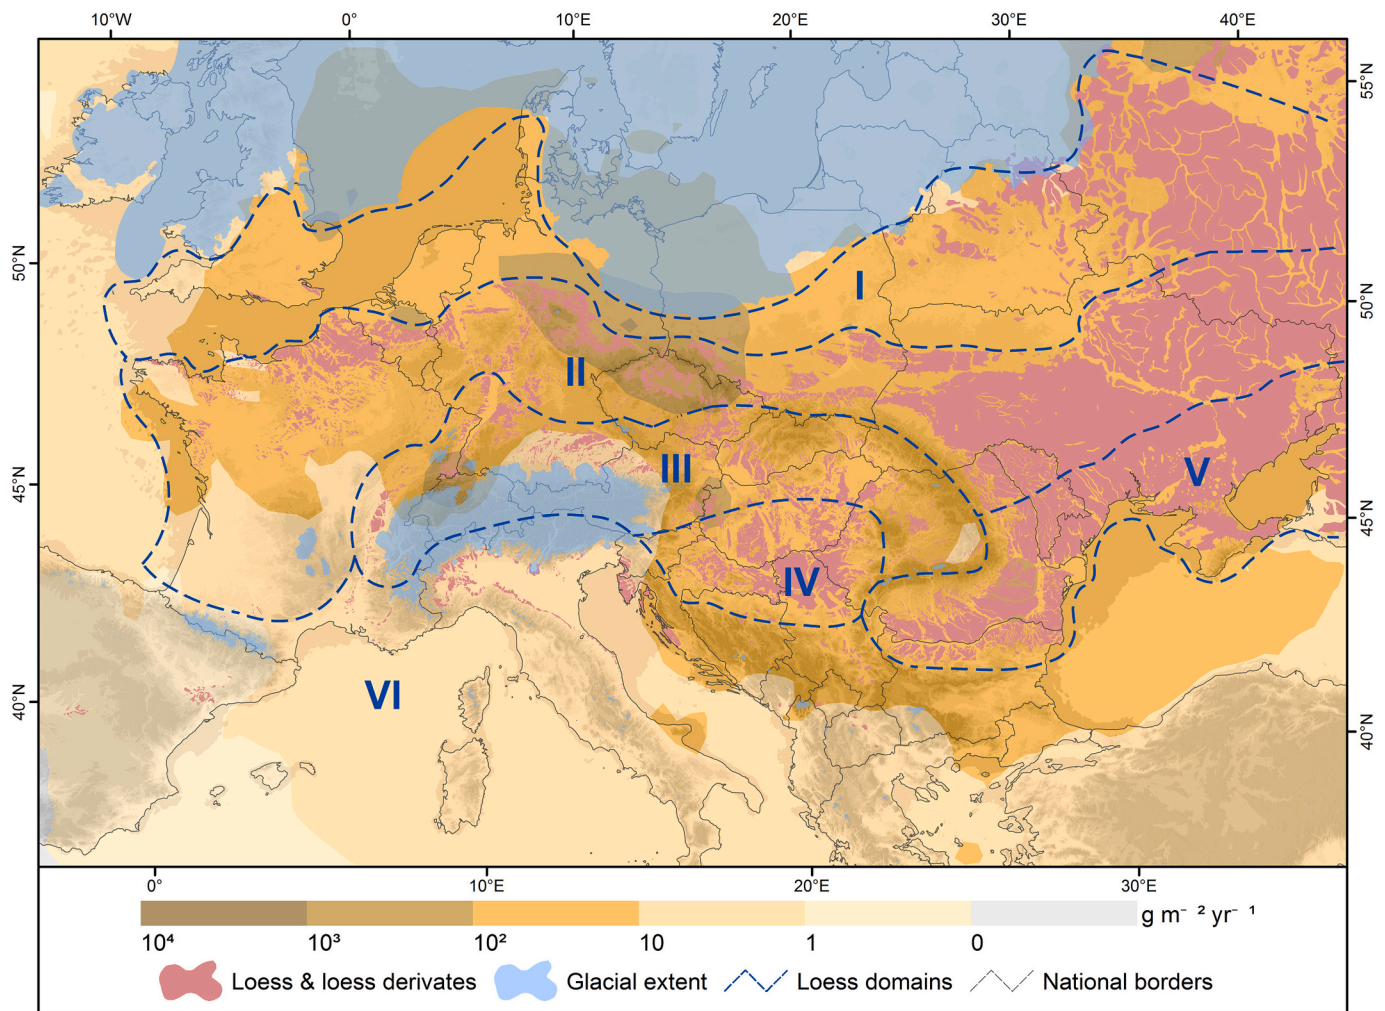 10°W 0° 10°E 20°E 30°E 40°E
55°N
55°N
50°N
50°N
I
II
III
45°N
V
45°N
IV
VI
40°N
40°N
0° 10°E 20°E 30°E
g m⁻ ² yr⁻ ¹
10⁴ 10³ 10² 10 1 0
Loess & loess derivates Glacial extent Loess domains National borders